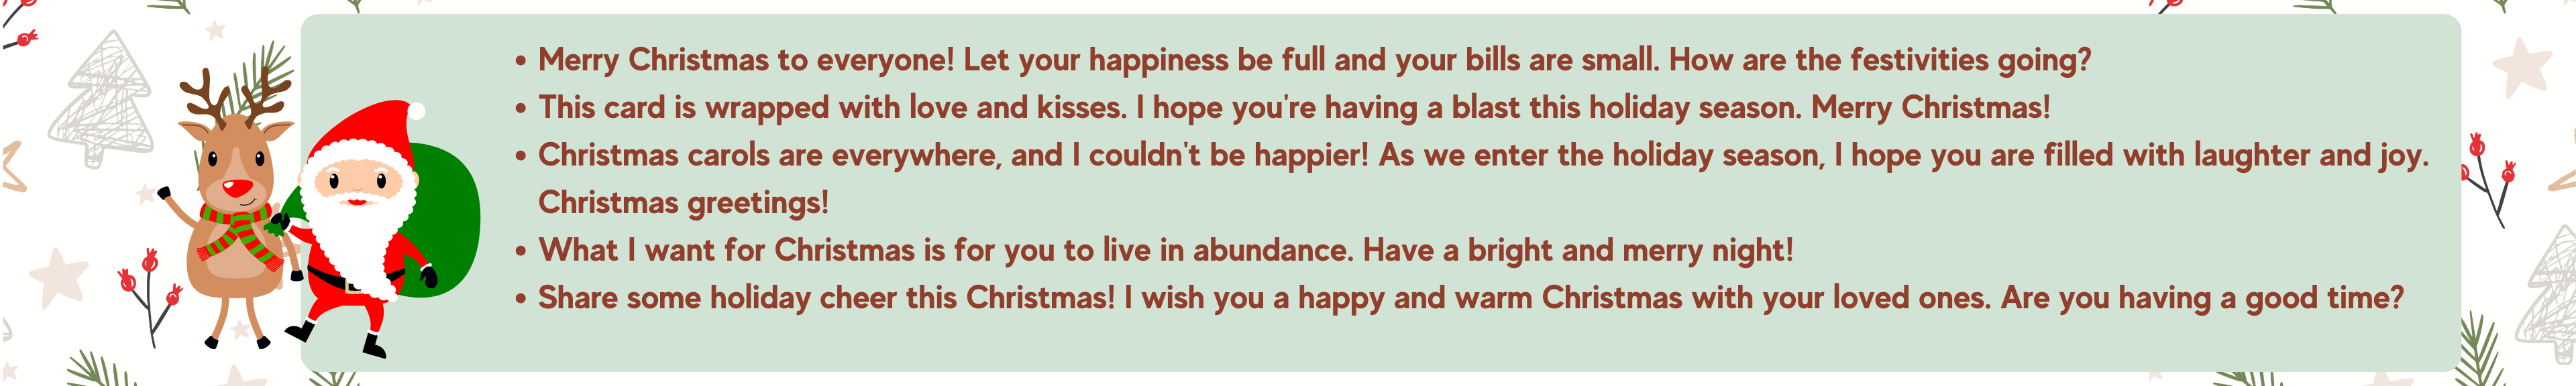 • Merry Christmas to everyone! Let your happiness be full and your bills are small. How are the festivities going?
• This card is wrapped with love and kisses. I hope you're having a blast this holiday season. Merry Christmas!
• Christmas carols are everywhere, and I couldn't be happier! As we enter the holiday season, I hope you are filled with laughter and joy.
Christmas greetings!
• What I want for Christmas is for you to live in abundance. Have a bright and merry night!
• Share some holiday cheer this Christmas! I wish you a happy and warm Christmas with your loved ones. Are you having a good time?